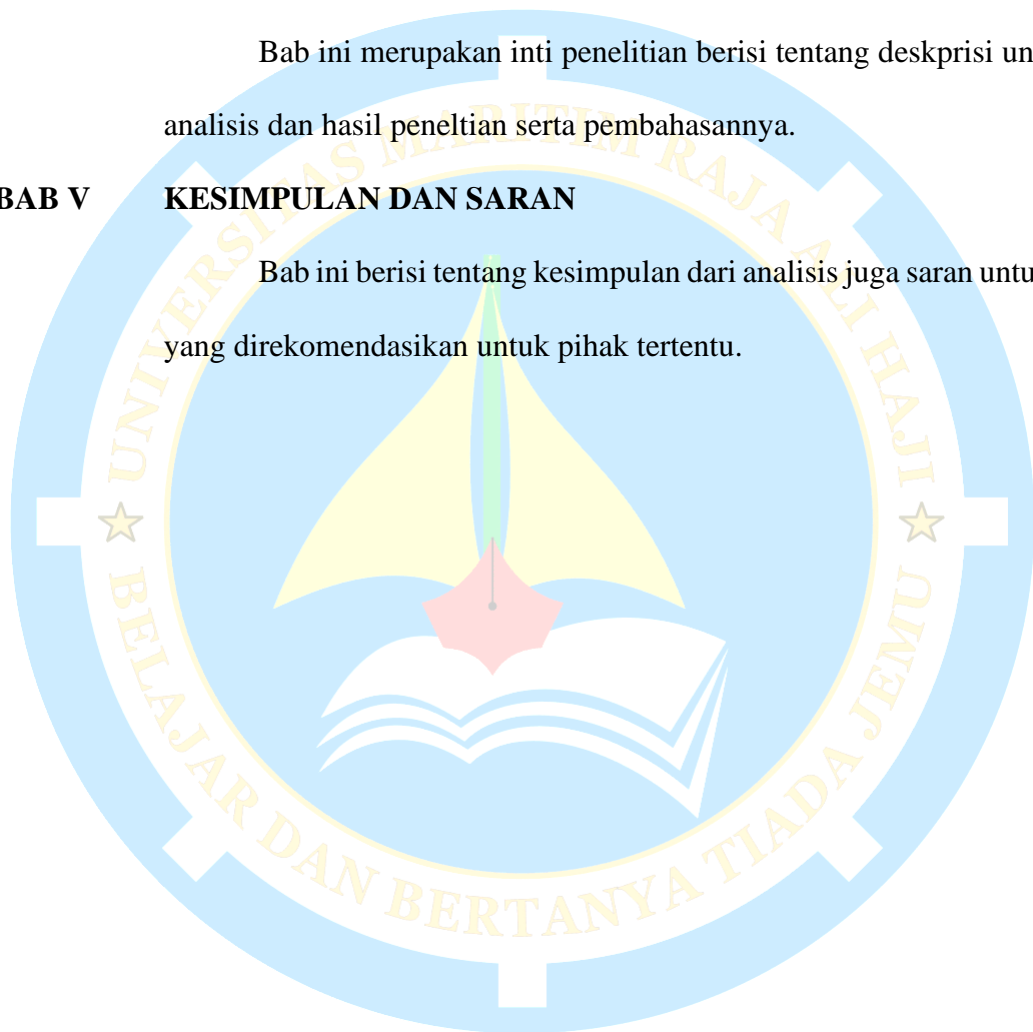 Bab ini merupakan inti penelitian berisi tentang deskprisi un
analisis dan hasil peneltian serta pembahasannya.
BAB V KESIMPULAN DAN SARAN
Bab ini berisi tentang kesimpulan dari analisis juga saran untu
yang direkomendasikan untuk pihak tertentu.
UNIVERSITAS MARITIM RAJA ALI HAJI
BELAJAR DAN BERTANYA TIADA JEMU